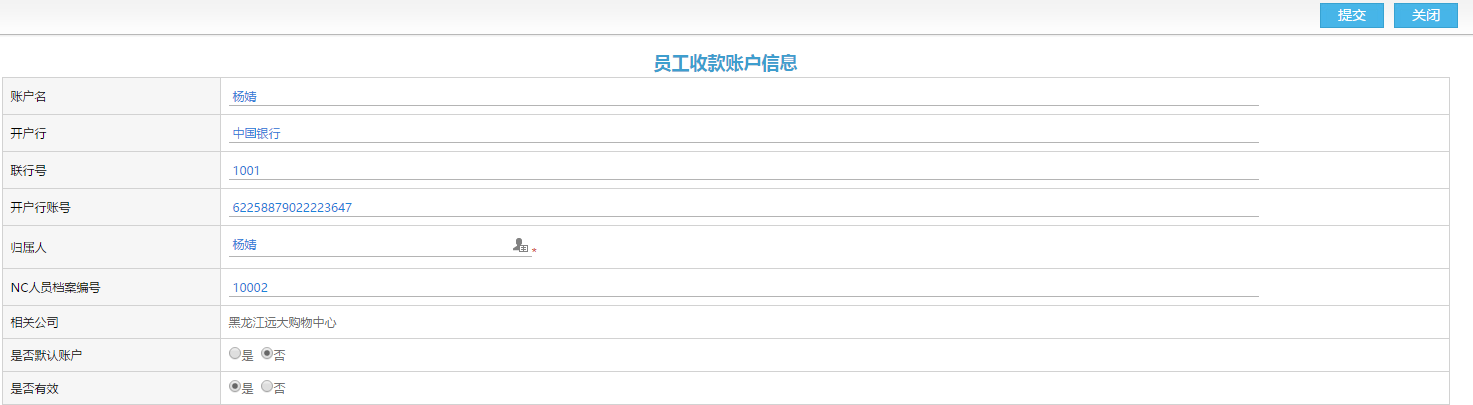 提交 关闭
员工收款账户信息
账户名 杨婧
开户行 中国银行
联行号 1001
开户行账号 62258879022223647
归属人 杨婧 *
NC人员档案编号 10002
相关公司 黑龙江远大购物中心
是否默认账户 是 否
是否有效 是 否